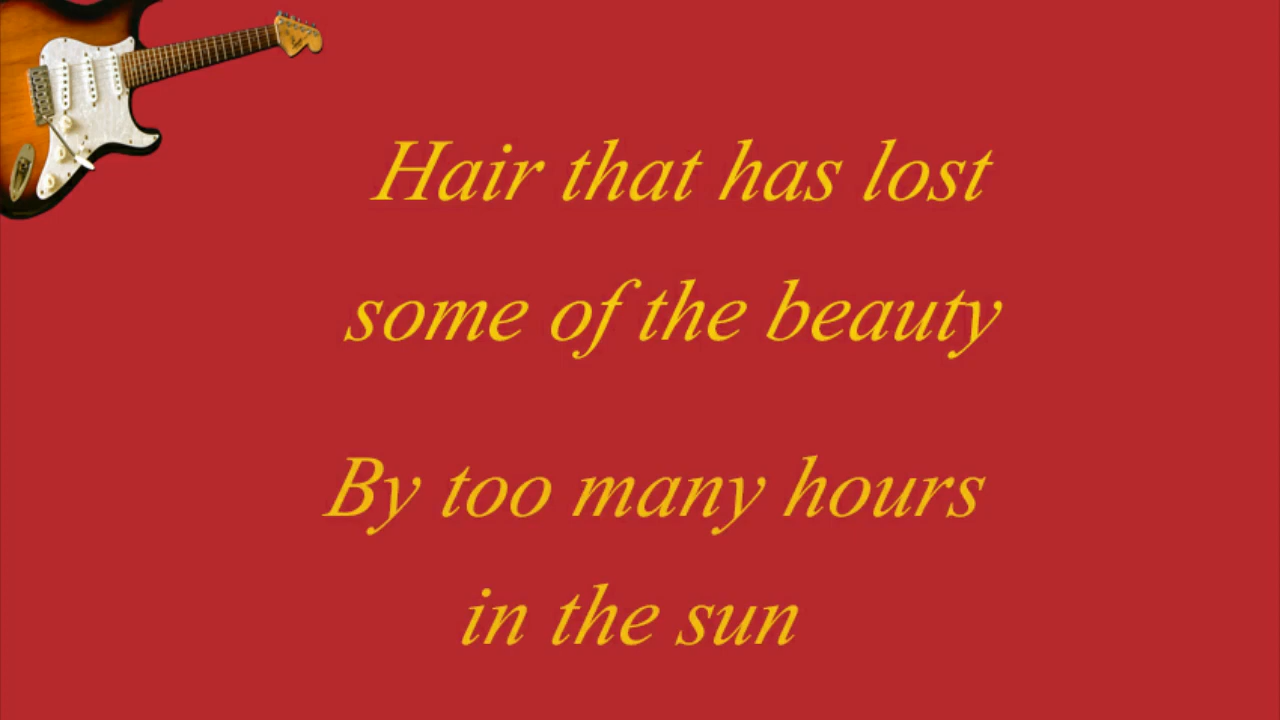 Hair that has lost
some of the beauty
By too many hours
in the sun